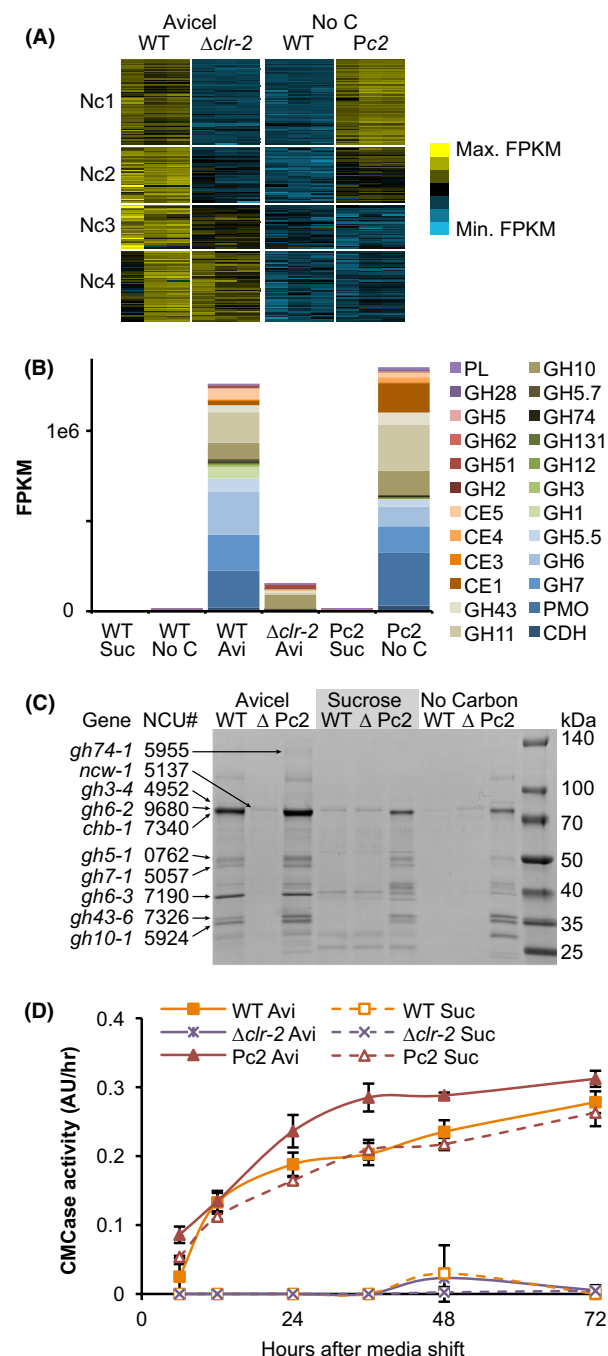 (A)
Avicel No C
WT Δclr-2 WT Pc2
Nc1
Nc2
Nc3
Nc4
Max. FPKM
Min. FPKM
(B)
FPKM
1e6
0
WT Suc
WT No C
WT Avi
Δclr-2 Avi
Pc2 Suc
Pc2 No C
PL GH10
GH28 GH5.7
GH5 GH74
GH62 GH131
GH51 GH12
GH2 GH3
CE5 GH1
CE4 GH5.5
CE3 GH6
CE1 GH7
GH43 PMO
GH11 CDH
(C)
Avicel Sucrose No Carbon
Gene NCU# WT Δ Pc2 WT Δ Pc2 WT Δ Pc2 kDa
gh74-1 5955
ncw-1 5137
gh3-4 4952
gh6-2 9680
chb-1 7340
gh5-1 0762
gh7-1 5057
gh6-3 7190
gh43-6 7326
gh10-1 5924
140
100
70
50
40
35
25
(D)
WT Avi WT Suc
Δclr-2 Avi Δclr-2 Suc
Pc2 Avi Pc2 Suc
CMCase activity (AU/hr)
0.4
0.3
0.2
0.1
0
0 24 48 72
Hours after media shift